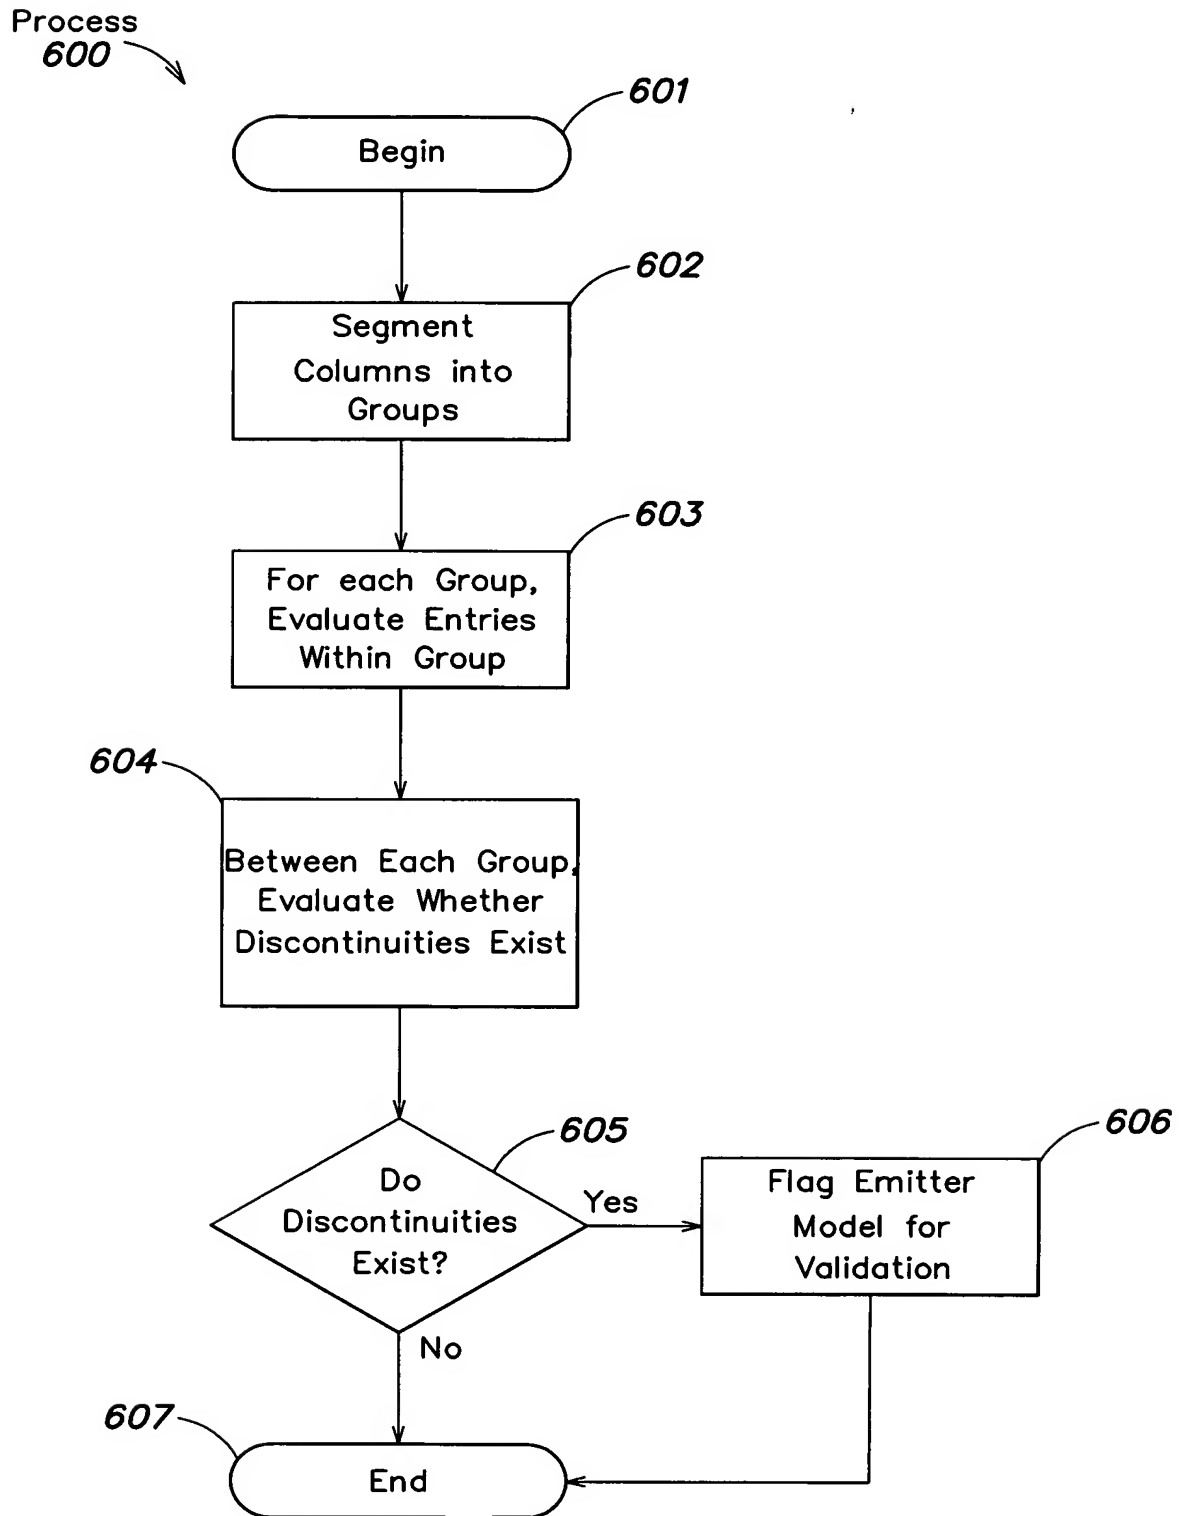 Process
600
601
Begin
602
Segment
Columns into
Groups
603
For each Group,
Evaluate Entries
Within Group
604
Between Each Group,
Evaluate Whether
Discontinuities Exist
605
Do
Discontinuities
Exist?
Yes
606
Flag Emitter
Model for
Validation
No
607
End